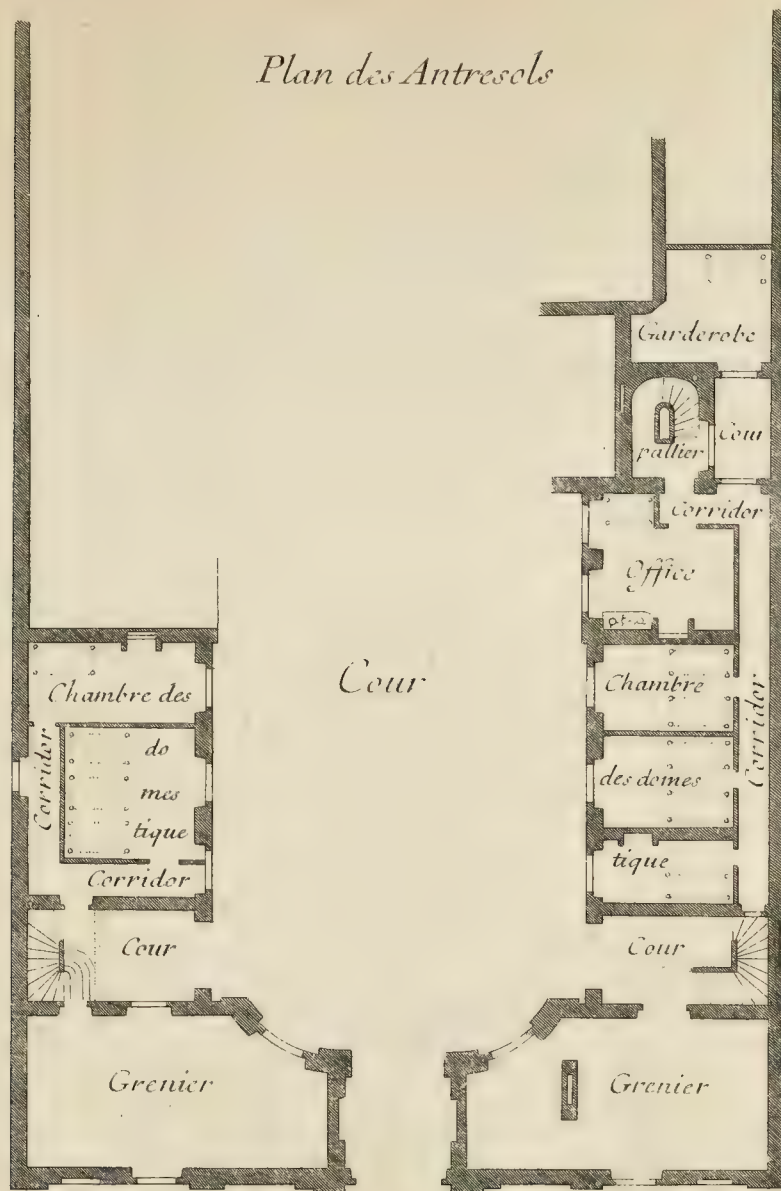 Plan des Antresols
Garderobe
Cour
pallier
Corridor
Office
Cour
Chambre des
do
mes
tique
Corridor
Corridor
Chambre
des domes
tique
Corridor
Cour
Cour
Grenier
Grenier